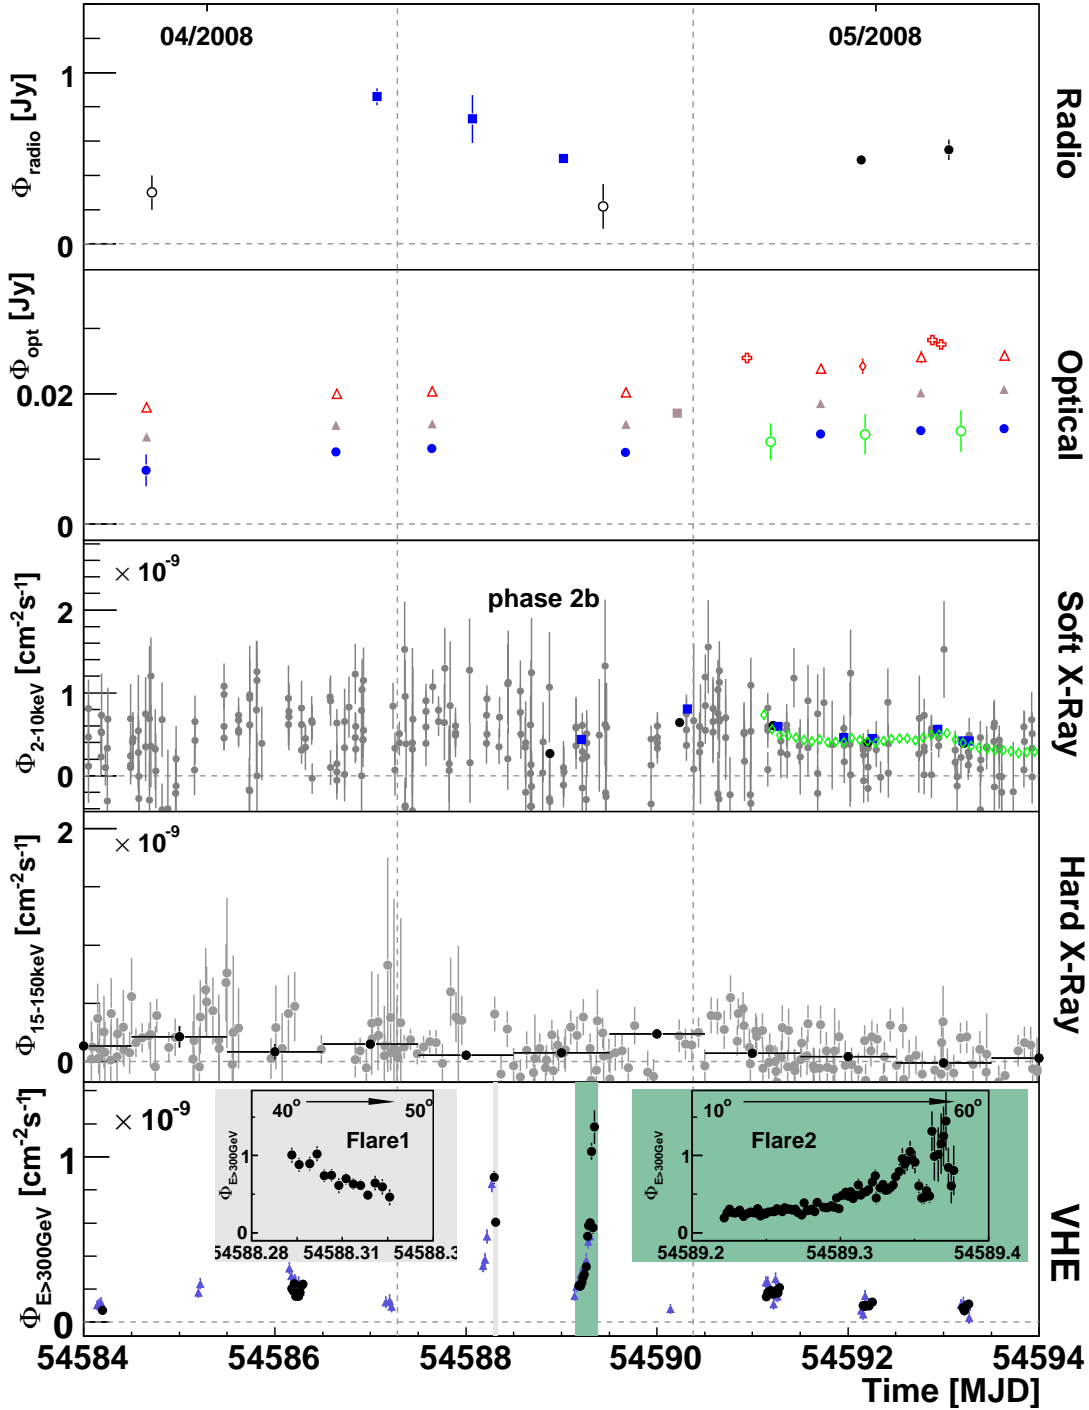 04/2008
05/2008
1
0
Φradio [Jy]
Radio
0.02
0
Φopt [Jy]
Optical
× 10⁻⁹
phase 2b
2
1
0
Φ2-10keV [cm⁻²s⁻¹]
Soft X-Ray
× 10⁻⁹
2
0
Φ15-150keV [cm⁻²s⁻¹]
Hard X-Ray
× 10⁻⁹
1
0
ΦE>300GeV [cm⁻²s⁻¹]
VHE
40° 50°
Flare1
1
0
ΦE>300GeV
54588.28 54588.31 54588.3
10° 60°
Flare2
1
0
ΦE>300GeV
54589.2 54589.3 54589.4
54584 54586 54588 54590 54592 54594
Time [MJD]